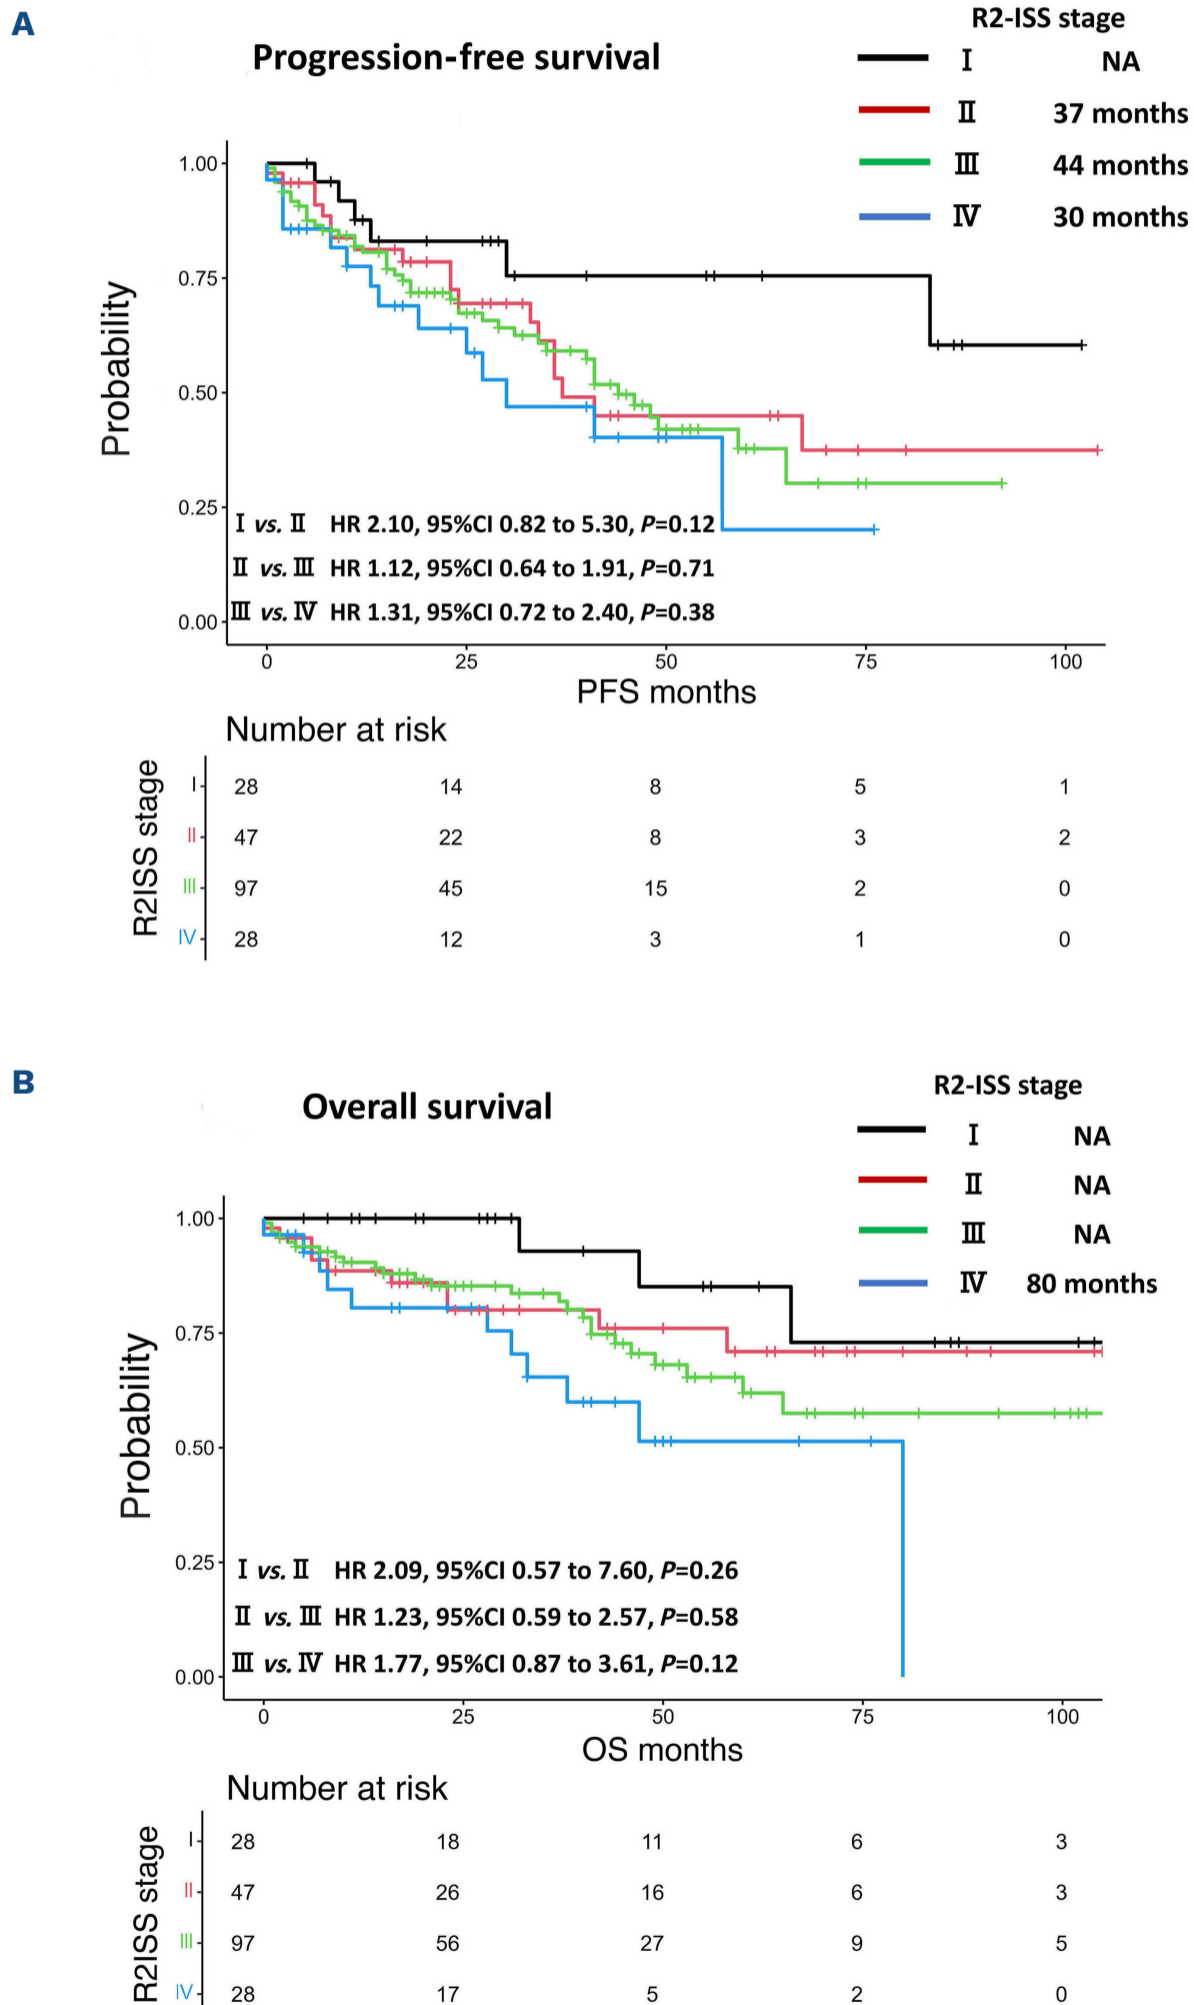 A
Progression-free survival
R2-ISS stage
I NA
II 37 months
III 44 months
IV 30 months
Probability
1.00
0.75
0.50
0.25
0.00
I vs. II HR 2.10, 95%CI 0.82 to 5.30, P=0.12
II vs. III HR 1.12, 95%CI 0.64 to 1.91, P=0.71
III vs. IV HR 1.31, 95%CI 0.72 to 2.40, P=0.38
0 25 50 75 100
PFS months
Number at risk
R2ISS stage
I 28 14 8 5 1
II 47 22 8 3 2
III 97 45 15 2 0
IV 28 12 3 1 0
B
Overall survival
R2-ISS stage
I NA
II NA
III NA
IV 80 months
Probability
1.00
0.75
0.50
0.25
0.00
I vs. II HR 2.09, 95%CI 0.57 to 7.60, P=0.26
II vs. III HR 1.23, 95%CI 0.59 to 2.57, P=0.58
III vs. IV HR 1.77, 95%CI 0.87 to 3.61, P=0.12
0 25 50 75 100
OS months
Number at risk
R2ISS stage
I 28 18 11 6 3
II 47 26 16 6 3
III 97 56 27 9 5
IV 28 17 5 2 0